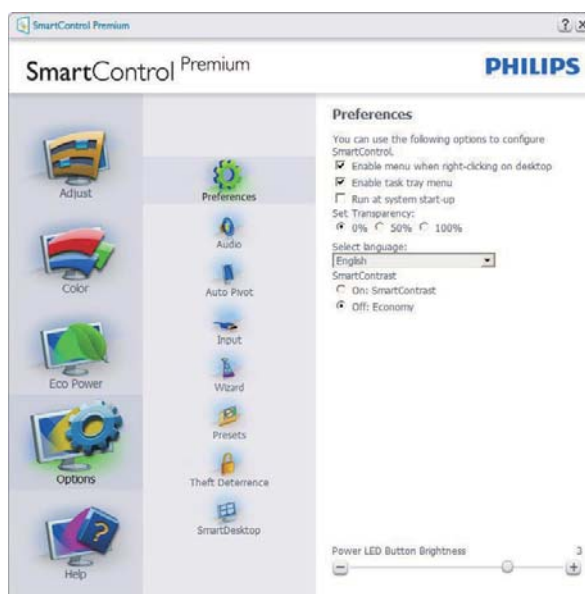 SmartControl Premium
SmartControl Premium
PHILIPS
Adjust
Color
Eco Power
Options
Help
Preferences
Audio
Auto Pivot
Input
Wizard
Presets
Theft Deterrence
SmartDesktop
Preferences
You can use the following options to configure
SmartControl.
Enable menu when right-clicking on desktop
Enable task tray menu
Run at system start-up
Set Transparency:
0% 50% 100%
Select language:
English
SmartContrast
On: SmartContrast
Off: Economy
Power LED Button Brightness 3